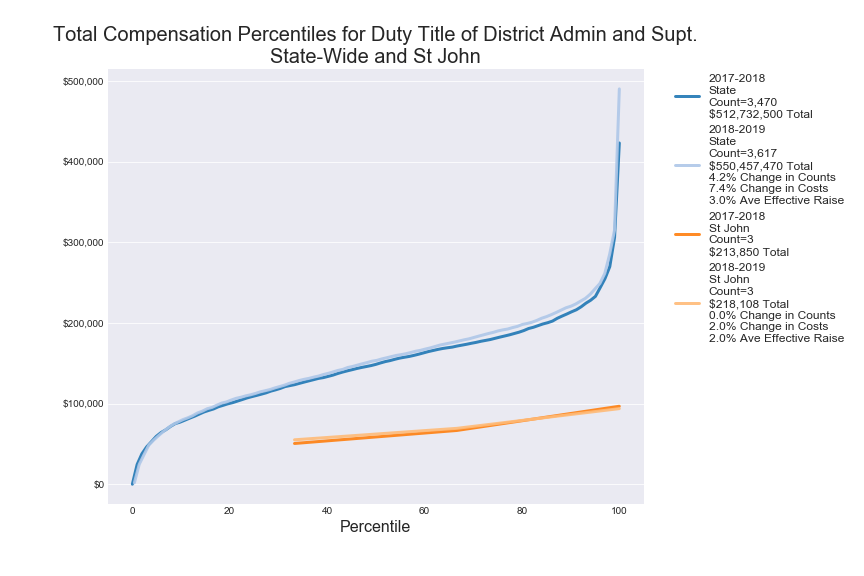 Total Compensation Percentiles for Duty Title of District Admin and Supt.
State-Wide and St John
$500,000
$400,000
$300,000
$200,000
$100,000
$0
0
20
40
60
80
100
Percentile
2017-2018
State
Count=3,470
$512,732,500 Total
2018-2019
State
Count=3,617
$550,457,470 Total
4.2% Change in Counts
7.4% Change in Costs
3.0% Ave Effective Raise
2017-2018
St John
Count=3
$213,850 Total
2018-2019
St John
Count=3
$218,108 Total
0.0% Change in Counts
2.0% Change in Costs
2.0% Ave Effective Raise